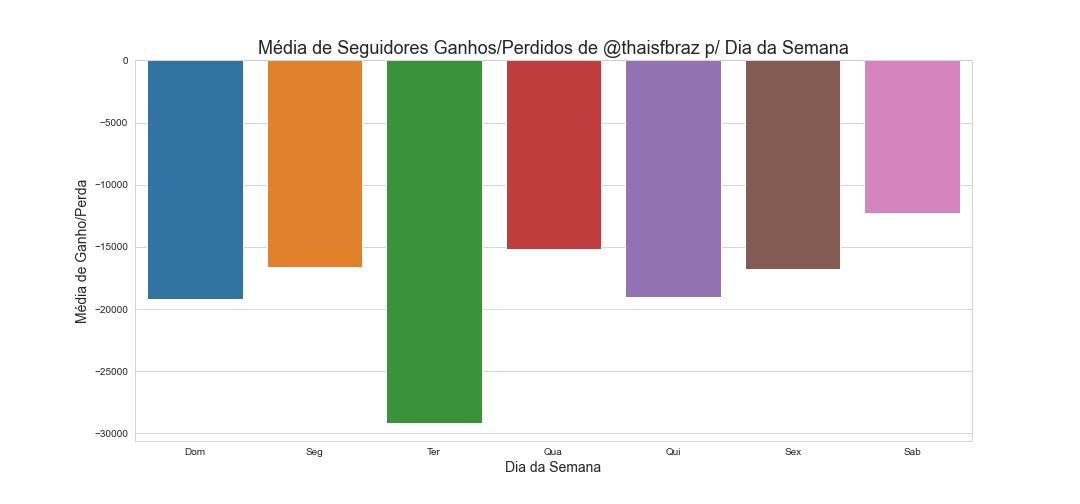 Média de Seguidores Ganhos/Perdidos de @thaisfbraz p/ Dia da Semana
0
−5000
−10000
−15000
−20000
−25000
−30000
Média de Ganho/Perda
Dom Seg Ter Qua Qui Sex Sab
Dia da Semana